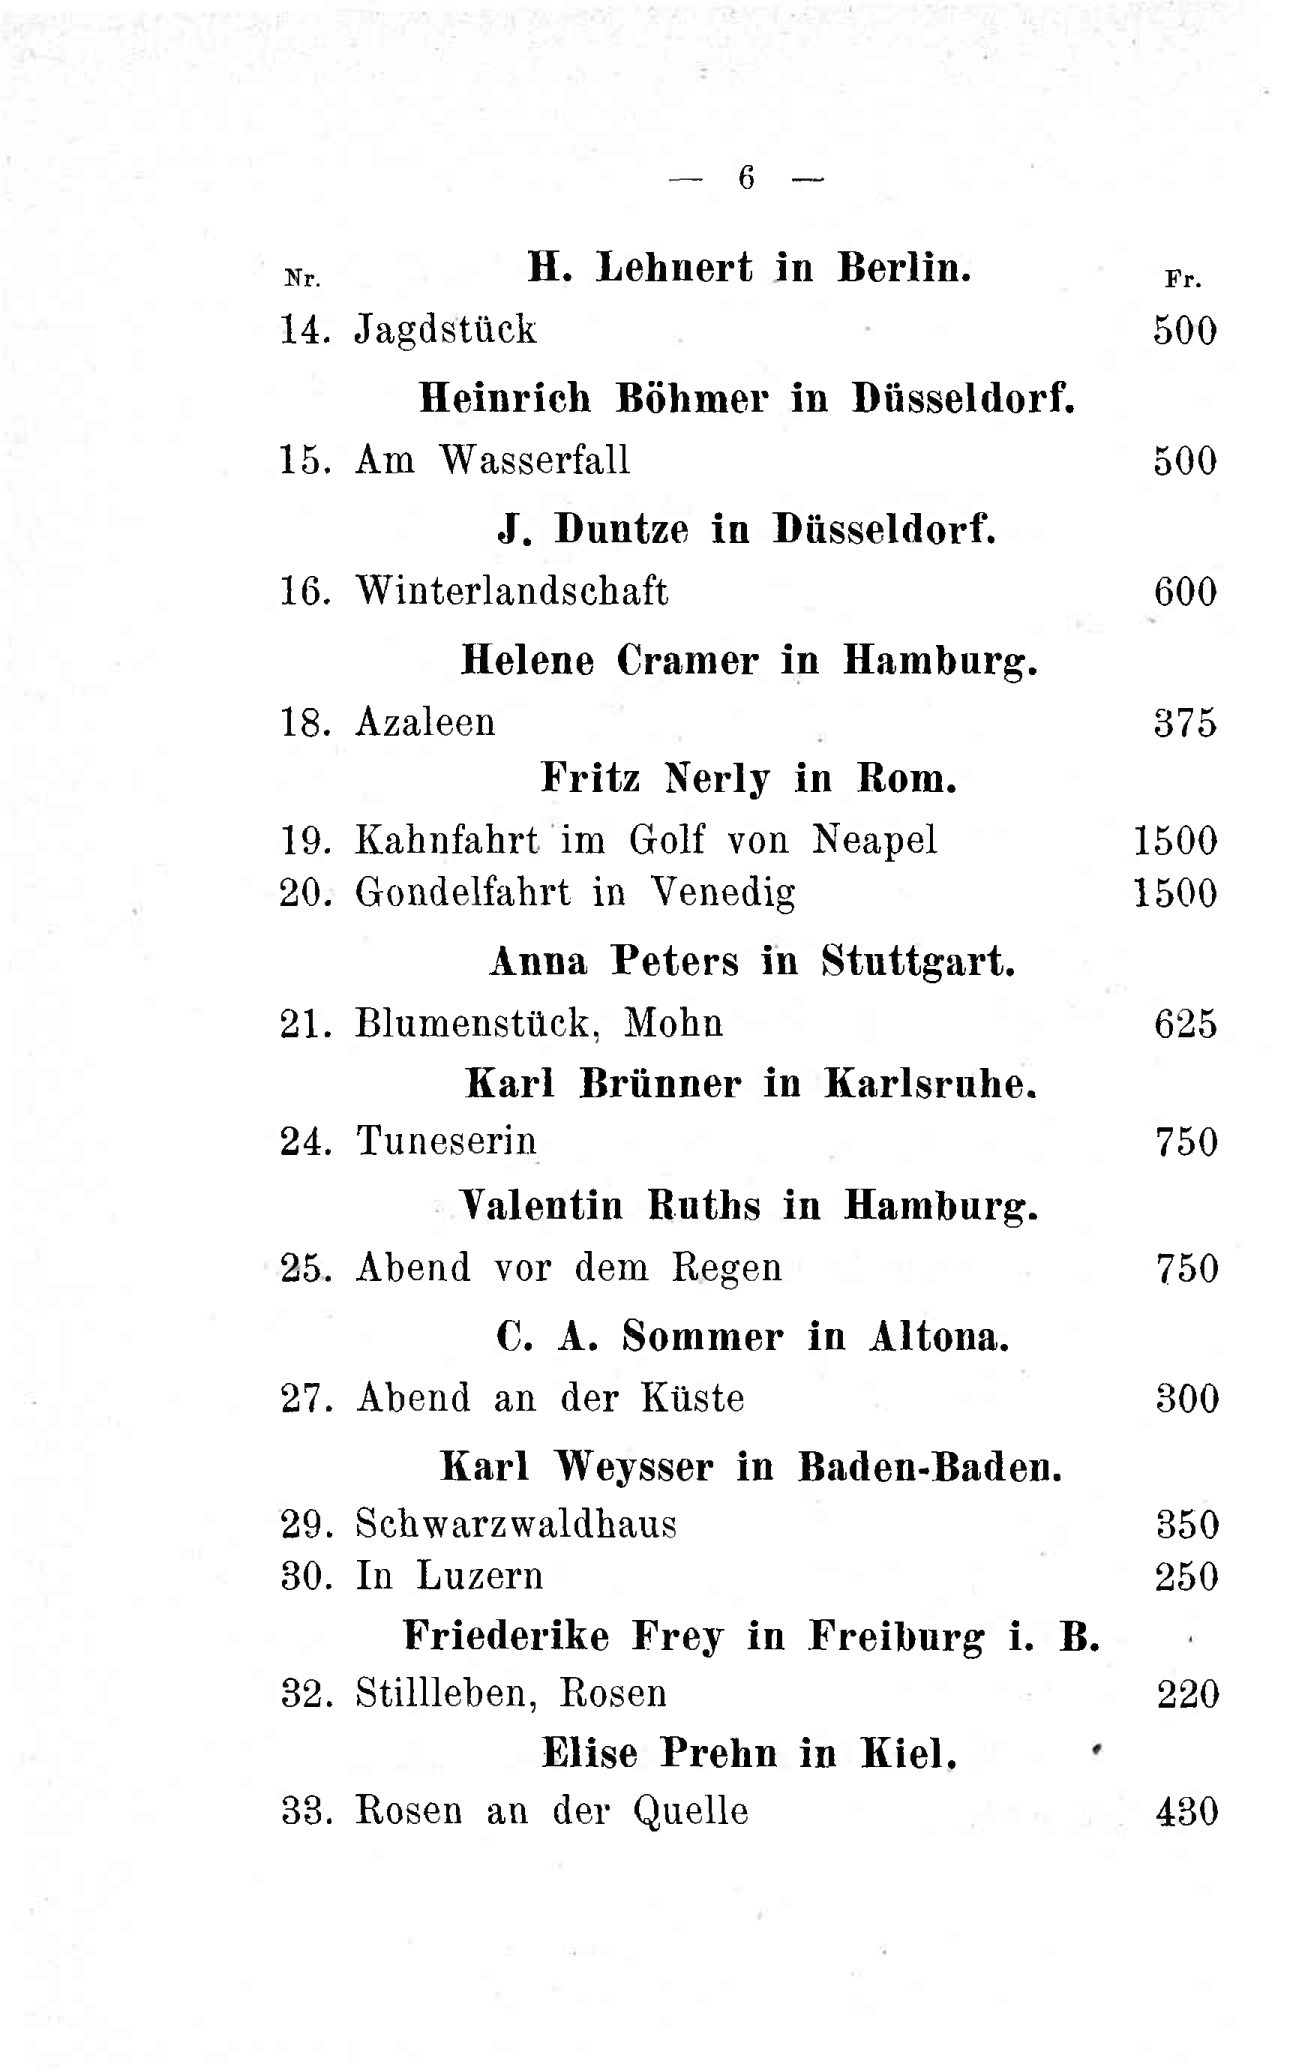 — 6 —
Nr. H. Lehnert in Berlin. Fr.
14. Jagdstück 500
Heinrich Böhmer in Düsseldorf.
15. Am Wasserfall 500
J. Duntze in Düsseldorf.
16. Winterlandschaft 600
Helene Cramer in Hamburg.
18. Azaleen 375
Fritz Nerly in Rom.
19. Kahnfahrt im Golf von Neapel 1500
20. Gondelfahrt in Venedig 1500
Anna Peters in Stuttgart.
21. Blumenstück, Mohn 625
Karl Brünner in Karlsruhe.
24. Tuneserin 750
Valentin Ruths in Hamburg.
25. Abend vor dem Regen 750
C. A. Sommer in Altona.
27. Abend an der Küste 300
Karl Weysser in Baden-Baden.
29. Schwarzwaldhaus 350
30. In Luzern 250
Friederike Frey in Freiburg i. B.
32. Stillleben, Rosen 220
Elise Prehn in Kiel.
33. Rosen an der Quelle 430